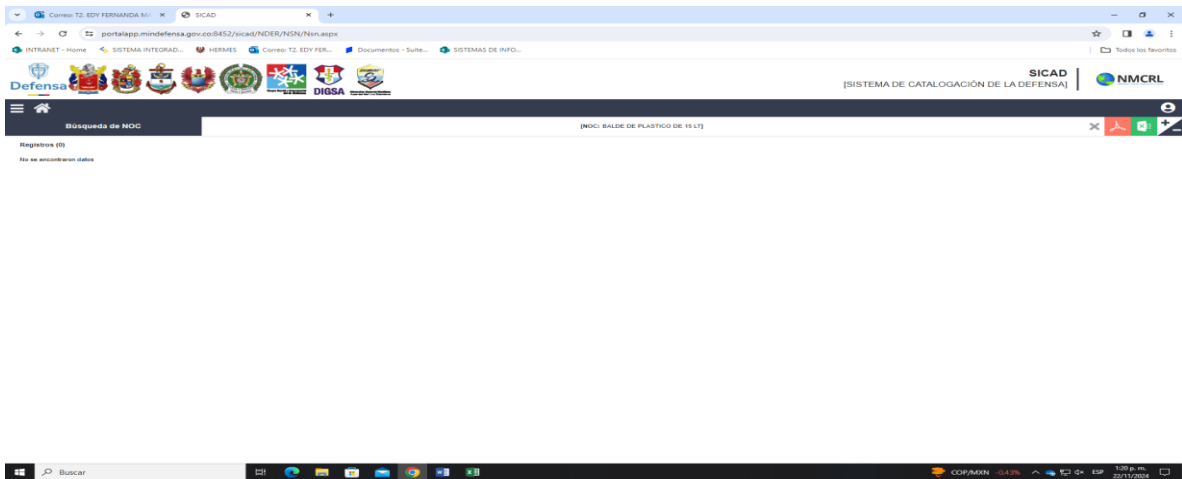 Correo: T2. EDY FERNANDA
SICAD
portalapp.mindefensa.gov.co:8452/sicad/NDER/NSN/Nsn.aspx
INTRANET - Home SISTEMA INTEGRAD... HERMES Correo: T2. EDY FER... Documentos - Suite... SISTEMAS DE INFO...
Todos los favoritos
Defensa
DIGSA
SICAD
[SISTEMA DE CATALOGACIÓN DE LA DEFENSA]
NMCRL
Búsqueda de NOC
[NOC: BALDE DE PLASTICO DE 15 LT]
Registros (0)
No se encontraron datos
Buscar
COP/MXN -0,43%
ESP
1:20 p. m.
22/11/2024